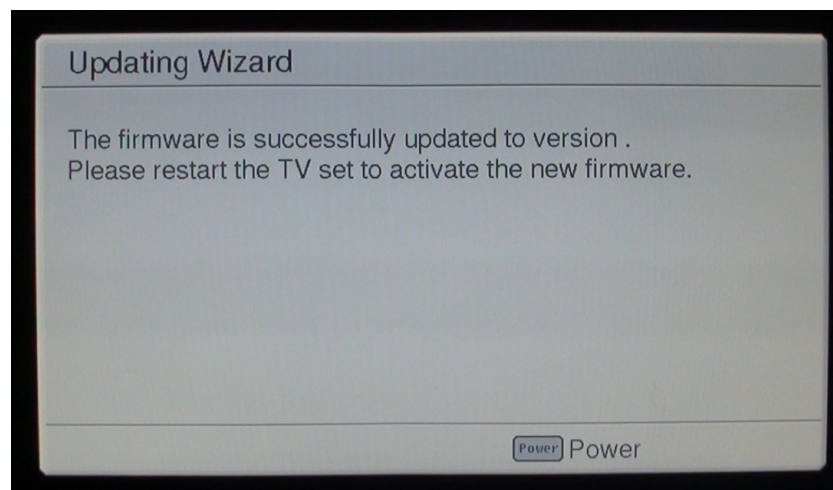 Updating Wizard
The firmware is successfully updated to version .
Please restart the TV set to activate the new firmware.
Power Power